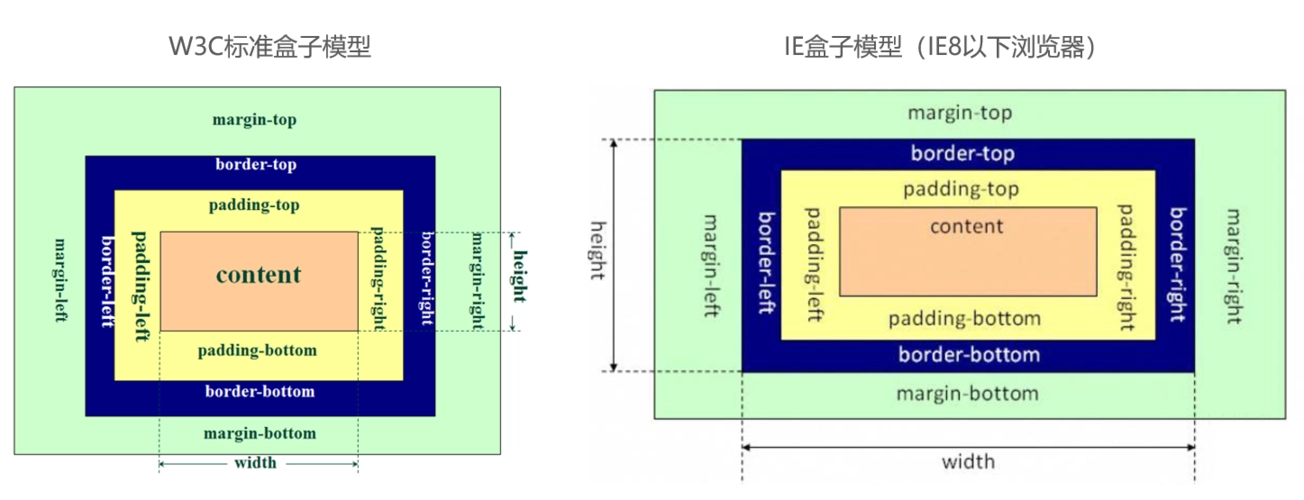 W3C标准盒子模型
margin-top
border-top
padding-top
margin-left
border-left
padding-left
content
padding-right
border-right
margin-right
height
padding-bottom
border-bottom
margin-bottom
width
IE盒子模型（IE8以下浏览器）
margin-top
border-top
padding-top
height
margin-left
border-left
padding-left
content
padding-right
border-right
margin-right
padding-bottom
border-bottom
margin-bottom
width